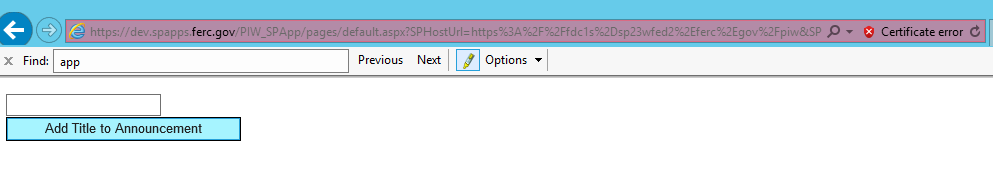 https://dev.spapps.ferc.gov/PIW_SPApp/pages/default.aspx?SPHostUrl=https%3A%2F%2Ffdc1s%2Dsp23wfed2%2Eferc%2Egov%2Fpiw&SP Certificate error
Find: app Previous Next Options
Add Title to Announcement